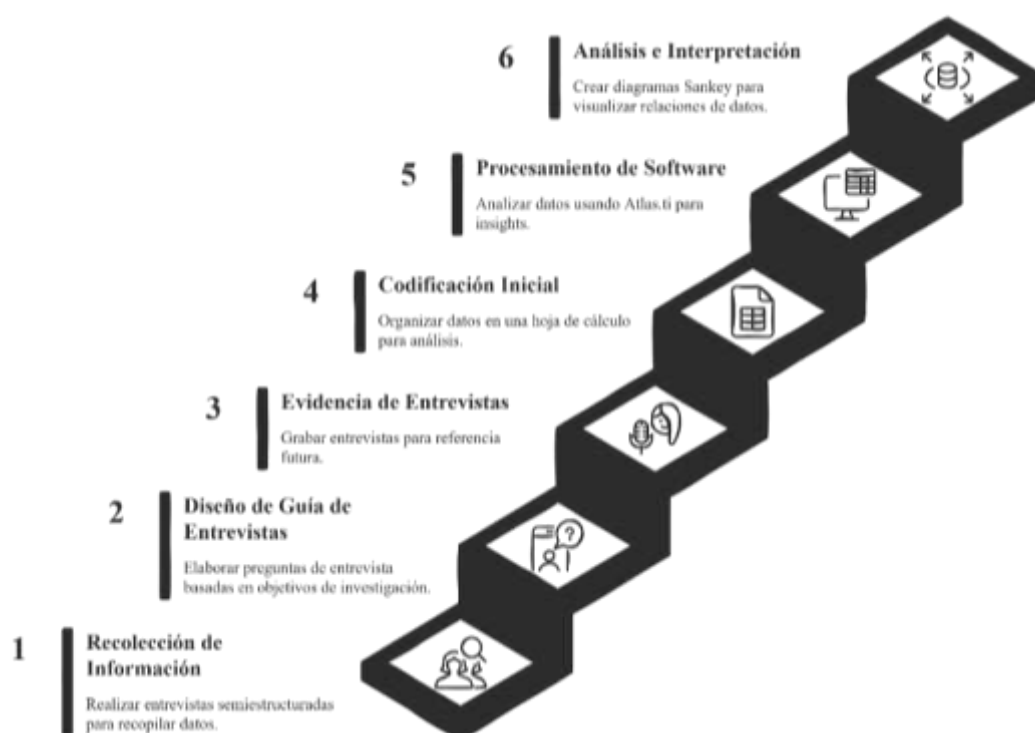 6
Análisis e Interpretación
Crear diagramas Sankey para
visualizar relaciones de datos.
5
Procesamiento de Software
Analizar datos usando Atlas.ti para
insights.
4
Codificación Inicial
Organizar datos en una hoja de cálculo
para análisis.
3
Evidencia de Entrevistas
Grabar entrevistas para referencia
futura.
2
Diseño de Guía de
Entrevistas
Elaborar preguntas de entrevista
basadas en objetivos de investigación.
1
Recolección de
Información
Realizar entrevistas semiestructuradas
para recopilar datos.
?